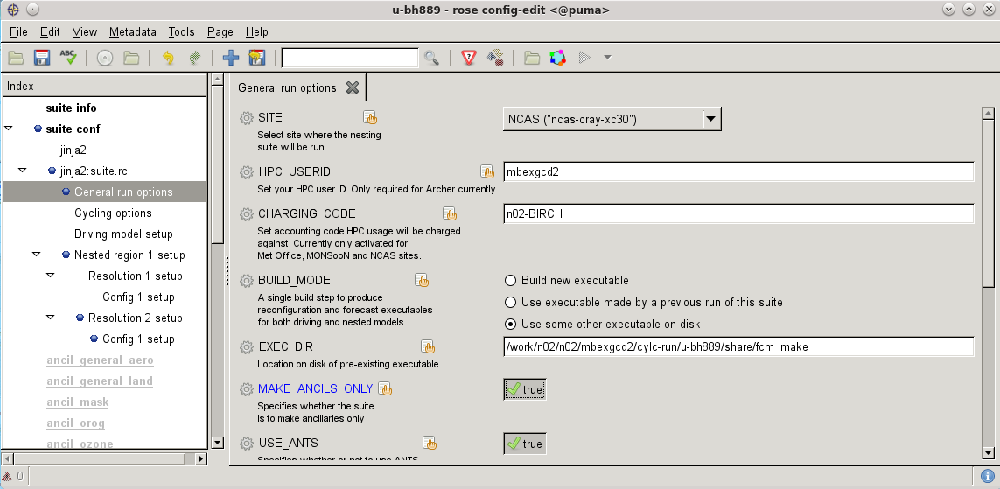 u-bh889 - rose config-edit <@puma>
File Edit View Metadata Tools Page Help
ABC
Index
suite info
suite conf
jinja2
jinja2:suite.rc
General run options
Cycling options
Driving model setup
Nested region 1 setup
Resolution 1 setup
Config 1 setup
Resolution 2 setup
Config 1 setup
ancil_general_aero
ancil_general_land
ancil_mask
ancil_orog
ancil_ozone
0
General run options
SITE
NCAS ("ncas-cray-xc30")
Select site where the nesting
suite will be run
HPC_USERID
mbexgcd2
Set your HPC user ID. Only required for Archer currently.
CHARGING_CODE
n02-BIRCH
Set accounting code HPC usage will be charged
against. Currently only activated for
Met Office, MONSooN and NCAS sites.
BUILD_MODE
Build new executable
A single build step to produce
reconfiguration and forecast executables
for both driving and nested models.
Use executable made by a previous run of this suite
Use some other executable on disk
EXEC_DIR
/work/n02/n02/mbexgcd2/cylc-run/u-bh889/share/fcm_make
Location on disk of pre-existing executable
MAKE_ANCILS_ONLY
true
Specifies whether the suite
is to make ancillaries only
USE_ANTS
true
Specifies whether or not to use ANTS